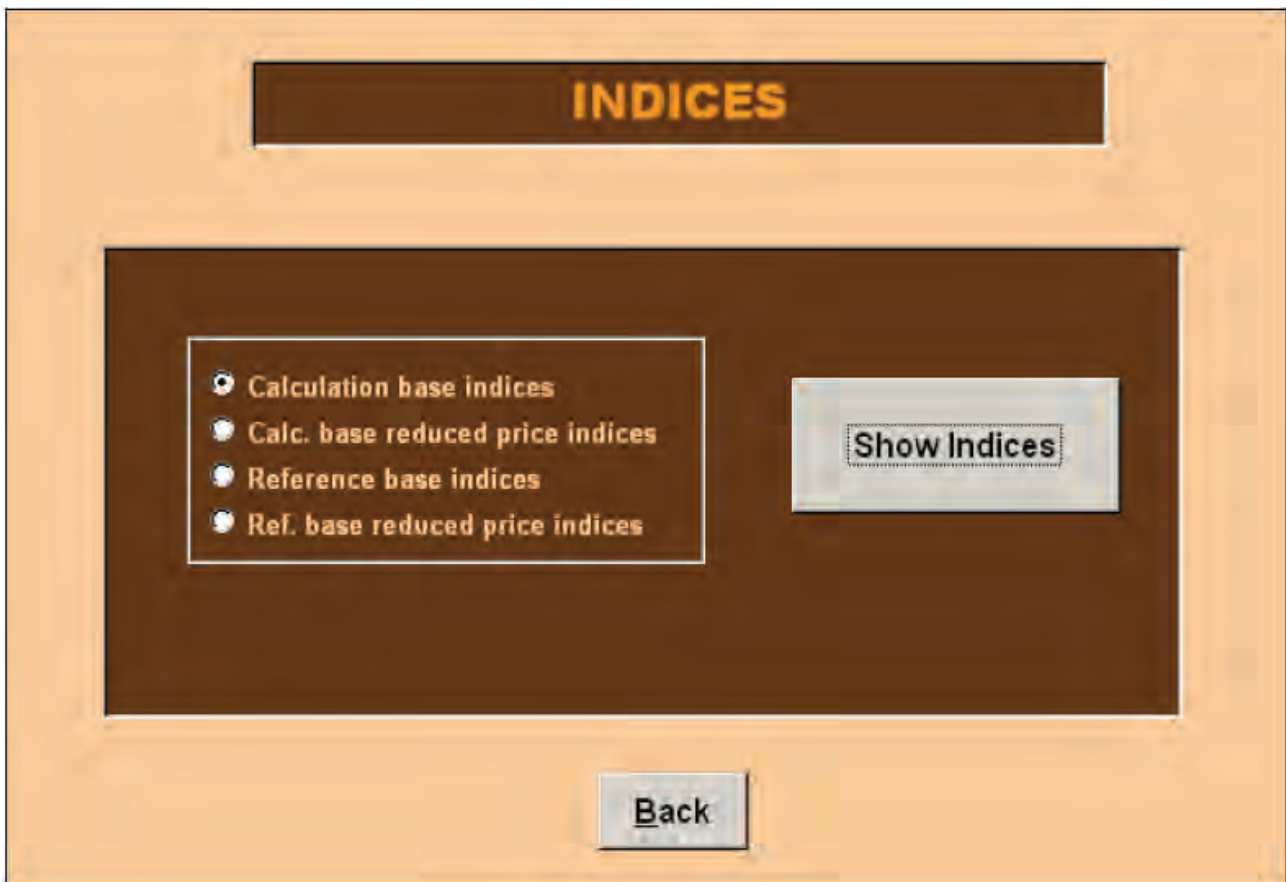 INDICES
Calculation base indices
Calc. base reduced price indices
Reference base indices
Ref. base reduced price indices
Show Indices
Back